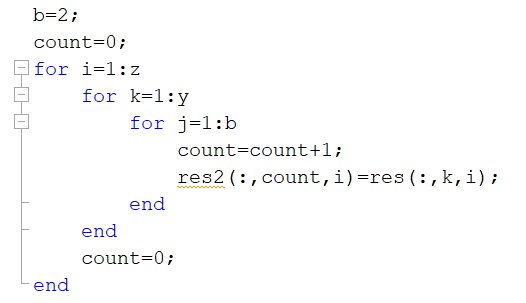 b=2;
count=0;
for i=1:z
    for k=1:y
        for j=1:b
            count=count+1;
            res2(:,count,i)=res(:,k,i);
        end
    end
    count=0;
end